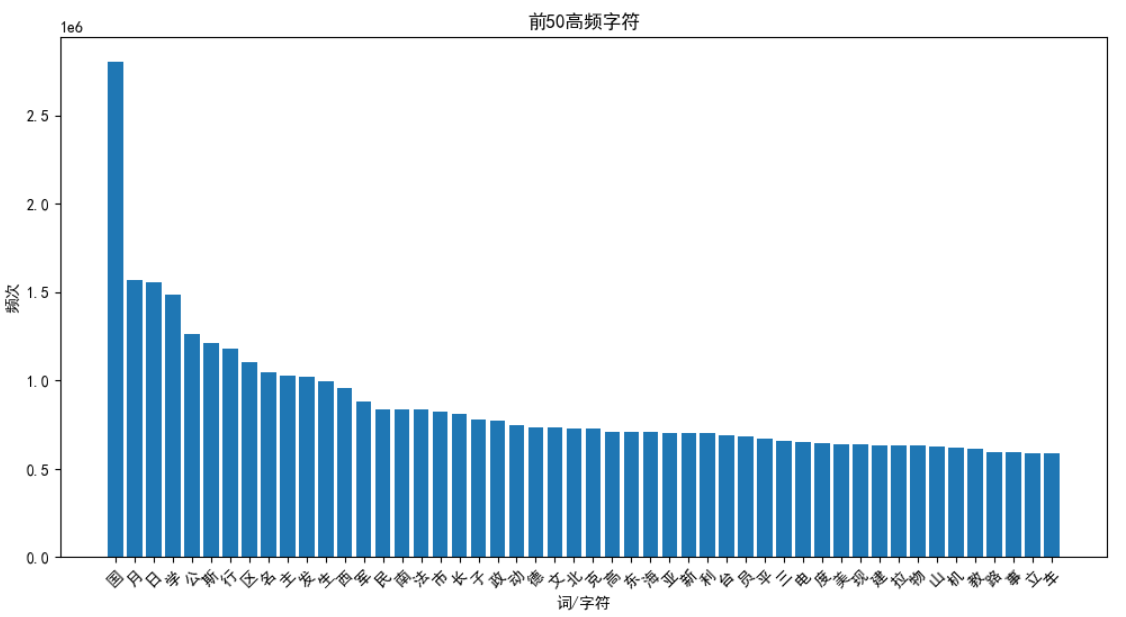 前50高频字符
1e6
2.5
2.0
1.5
1.0
0.5
0.0
频次
国 月 日 学 公 斯 行 区 名 主 发 生 西 军 民 南 法 市 长 子 政 动 德 文 北 克 高 东 海 亚 新 利 台 员 平 三 电 度 美 现 建 拉 物 山 机 教 路 事 立 车
词/字符